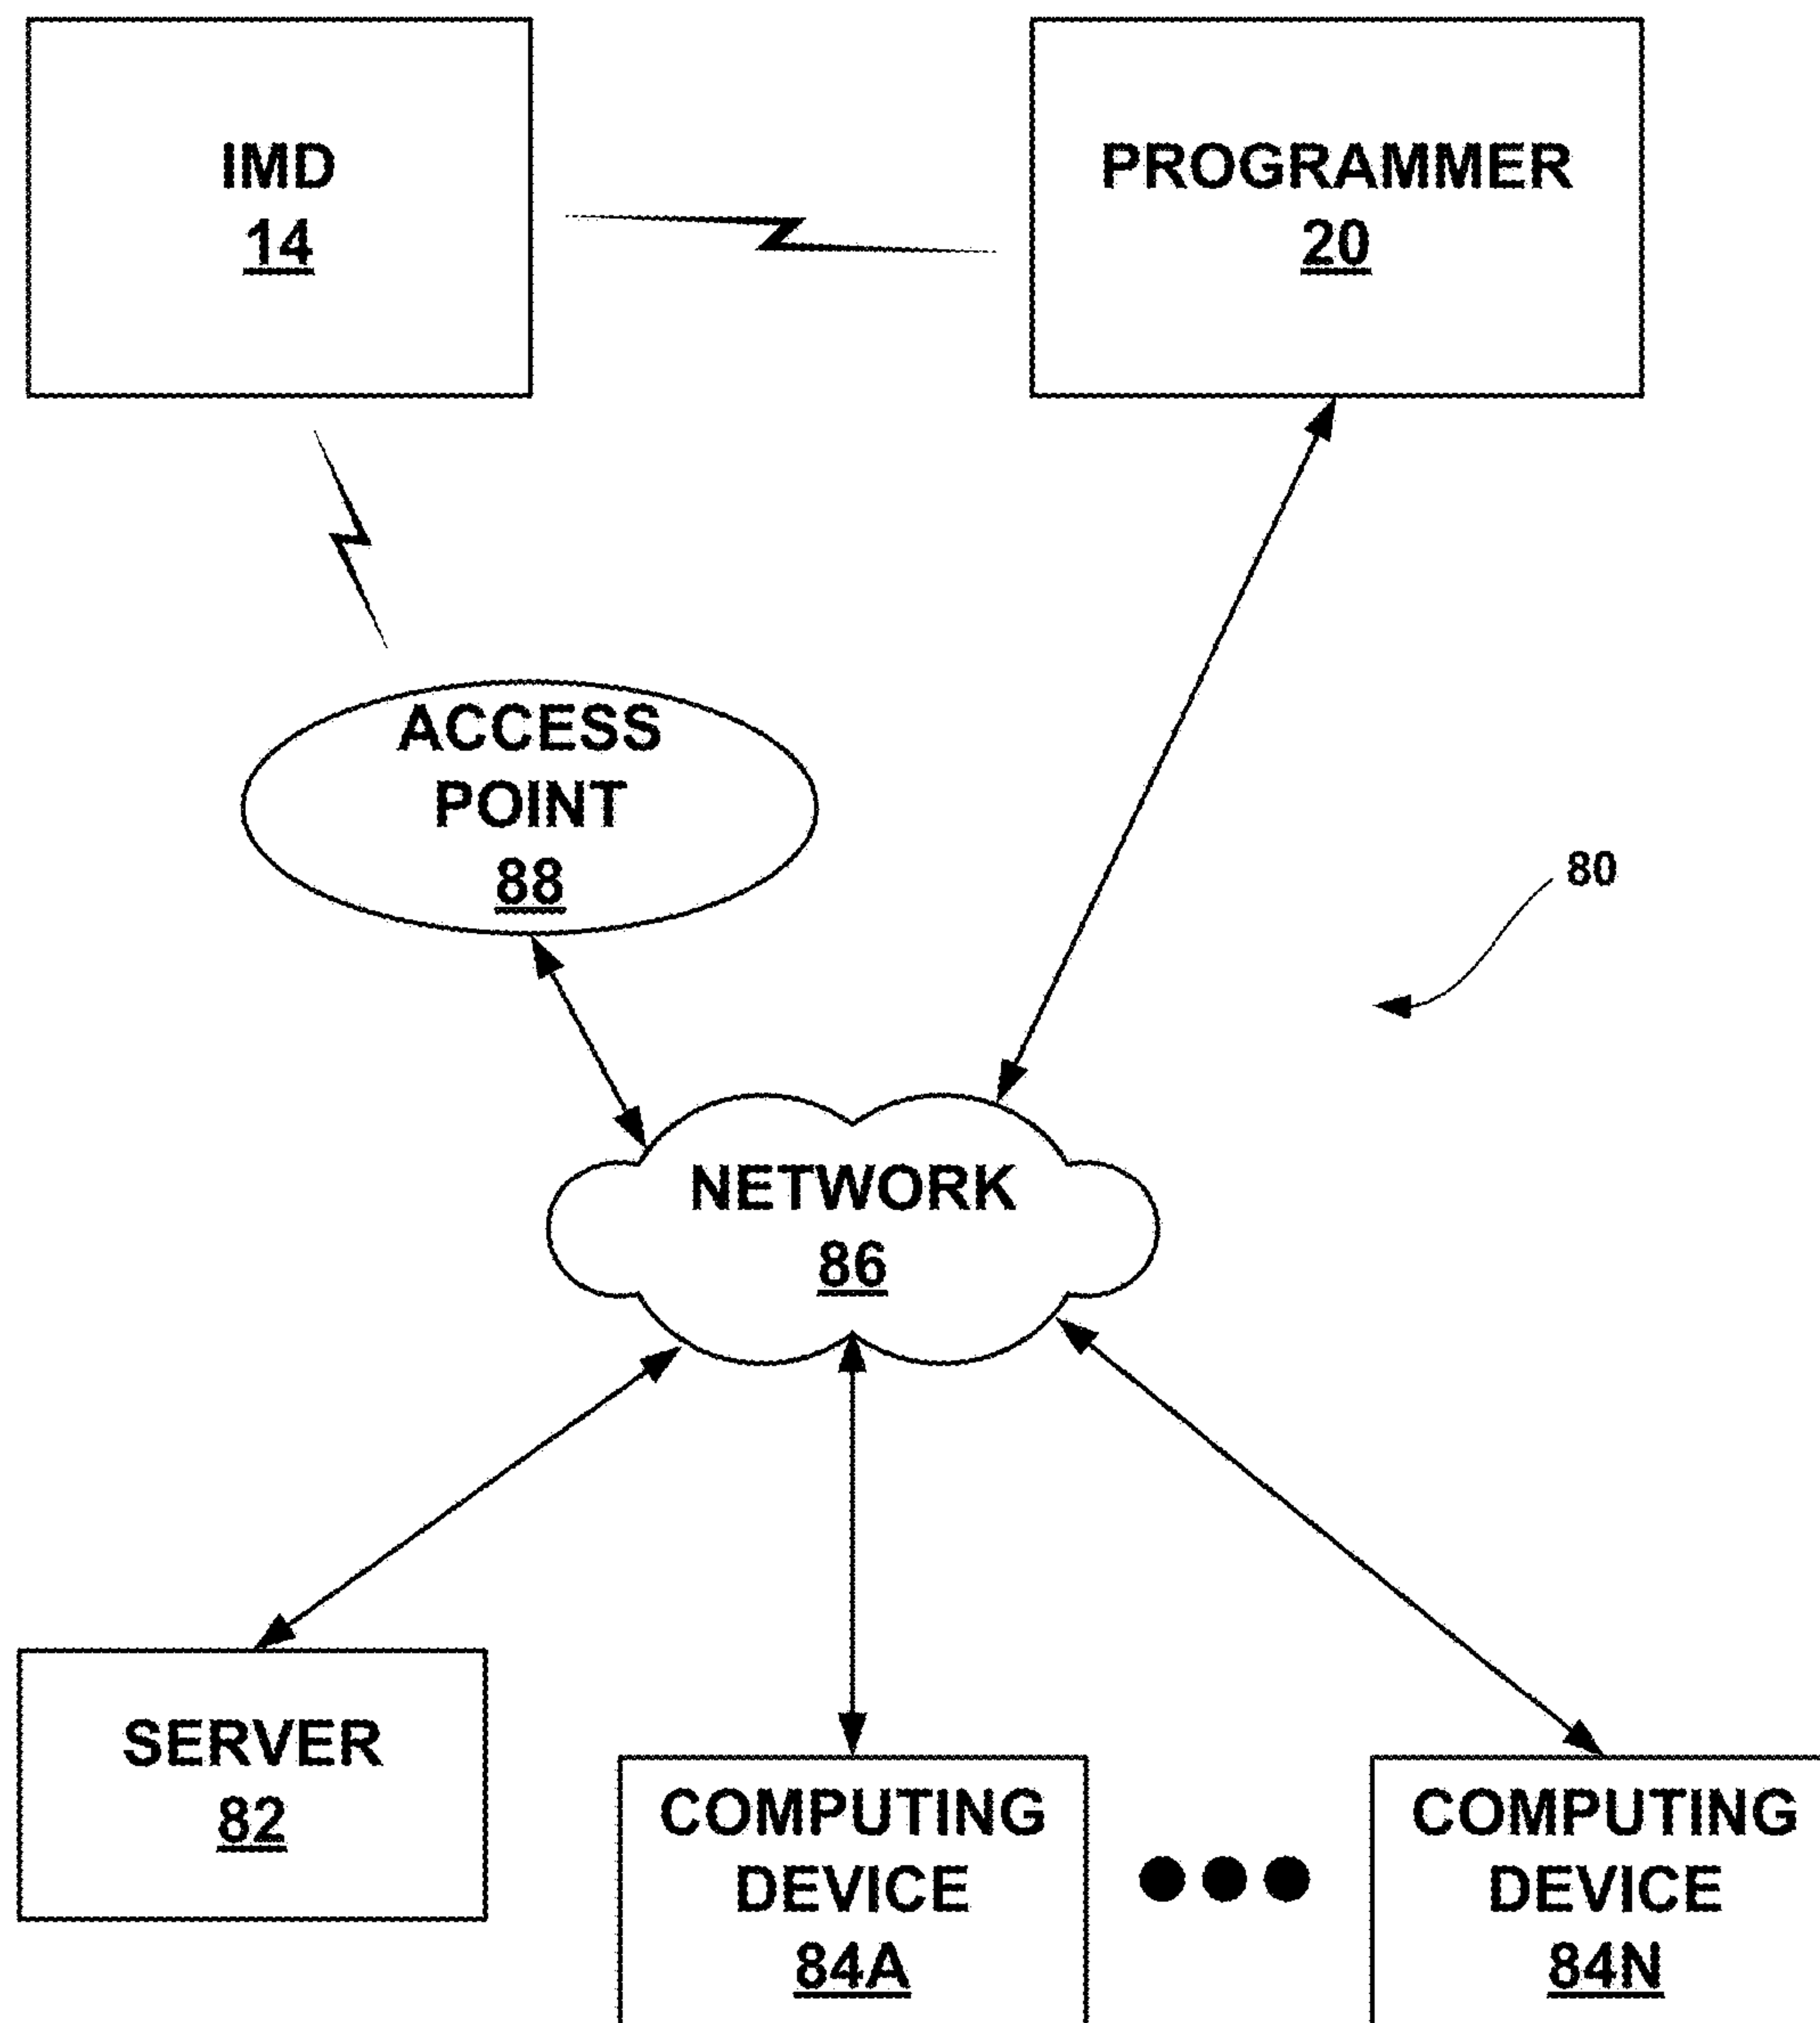 IMD
14
PROGRAMMER
20
ACCESS
POINT
88
80
NETWORK
86
SERVER
82
COMPUTING
DEVICE
84A
COMPUTING
DEVICE
84N